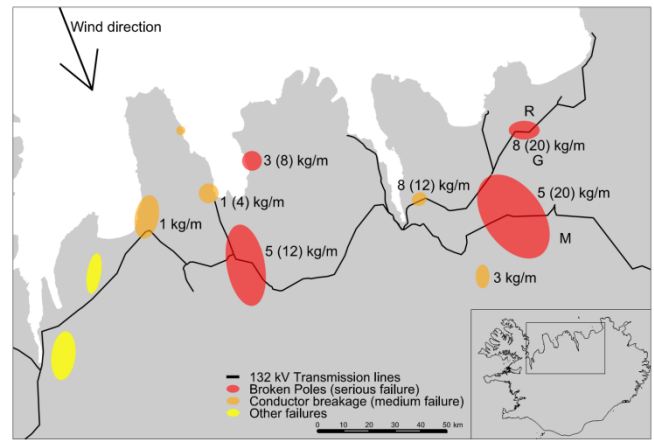 Wind direction
R
8 (20) kg/m
G
3 (8) kg/m
8 (12) kg/m
5 (20) kg/m
1 (4) kg/m
1 kg/m
M
5 (12) kg/m
3 kg/m
132 kV Transmission lines
Broken Poles (serious failure)
Conductor breakage (medium failure)
Other failures
0 10 20 30 40 50 km